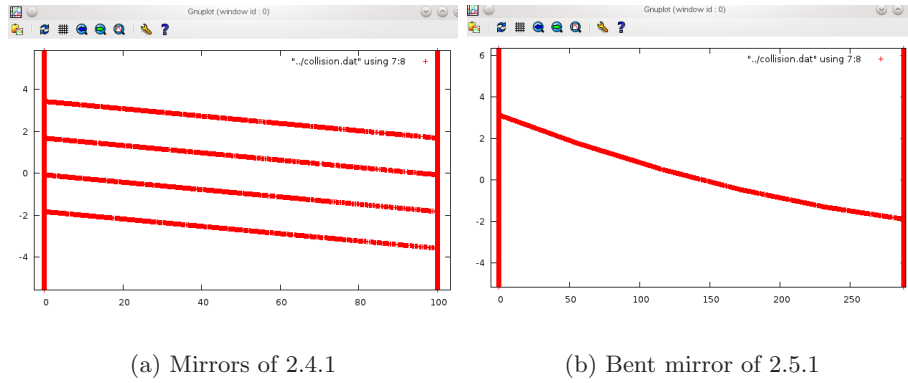 Gnuplot (window id : 0)
"../collision.dat" using 7:8
4
2
0
-2
-4
0 20 40 60 80 100
(a) Mirrors of 2.4.1
Gnuplot (window id : 0)
"../collision.dat" using 7:8
6
4
2
0
-2
-4
0 50 100 150 200 250
(b) Bent mirror of 2.5.1